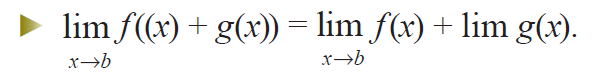 lim f((x) + g(x)) = lim f(x) + lim g(x).
x→b x→b